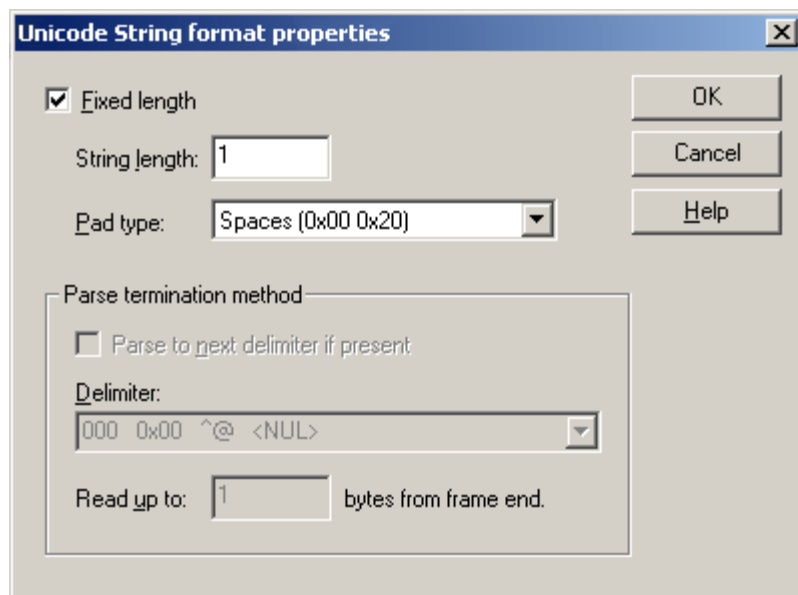 Unicode String format properties
Fixed length
OK
String length: 1
Cancel
Pad type: Spaces (0x00 0x20)
Help
Parse termination method
Parse to next delimiter if present
Delimiter:
000 0x00 ^@ <NUL>
Read up to: 1 bytes from frame end.